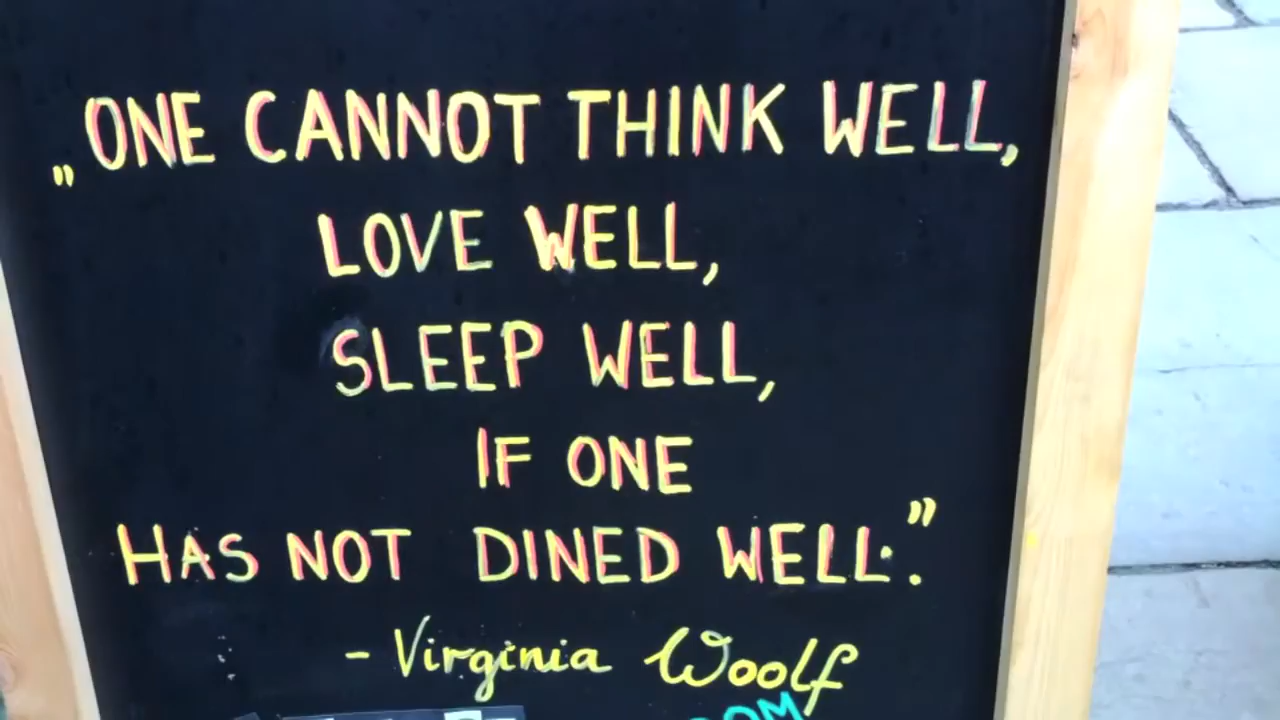 „ONE CANNOT THINK WELL,
LOVE WELL,
SLEEP WELL,
IF ONE
HAS NOT DINED WELL."
- Virginia Woolf